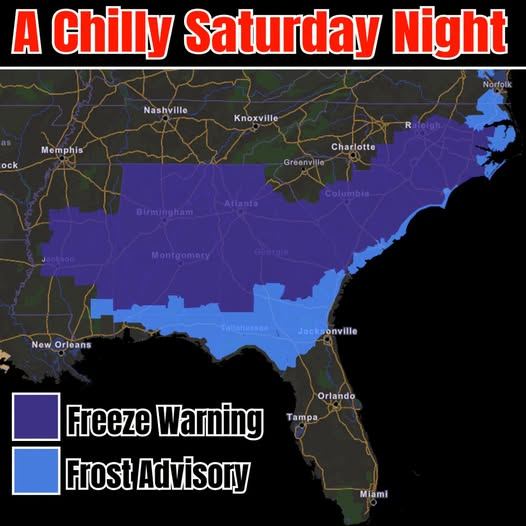 A Chilly Saturday Night
Norfolk
Nashville
Knoxville
Raleigh
Memphis
Charlotte
Greenville
ock
Columbia
Atlanta
Birmingham
Montgomery
Georgia
Jackson
Tallahassee
Jacksonville
New Orleans
Orlando
Freeze Warning
Tampa
Frost Advisory
Miami